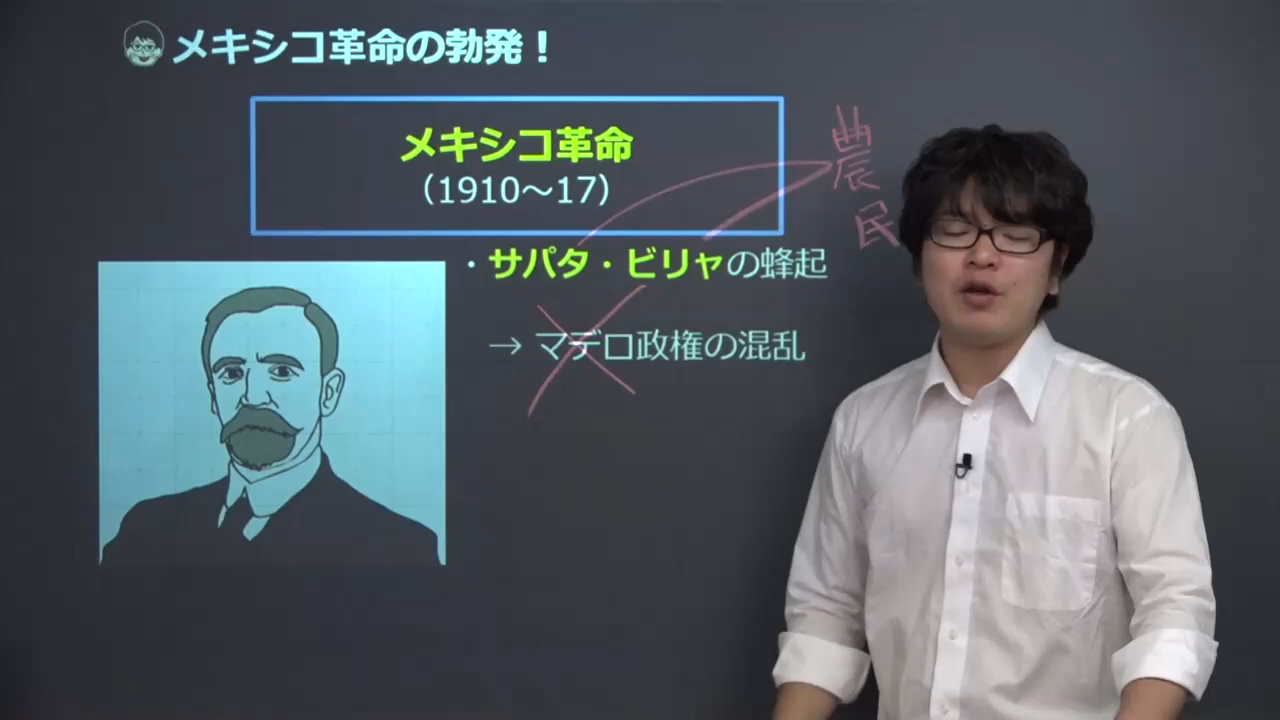 メキシコ革命の勃発!
メキシコ革命
(1910～17)
農民
・サパタ・ビリャの蜂起
→ マデロ政権の混乱